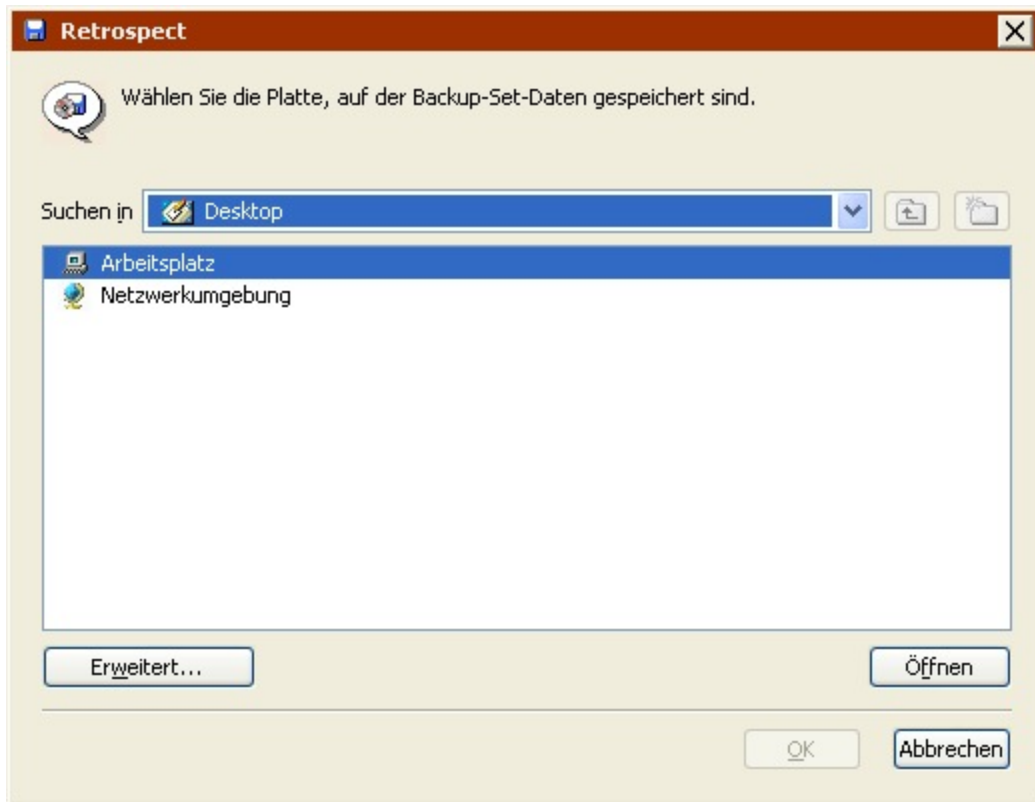 Retrospect
Wählen Sie die Platte, auf der Backup-Set-Daten gespeichert sind.
Suchen in Desktop
Arbeitsplatz
Netzwerkumgebung
Erweitert... Öffnen
OK Abbrechen